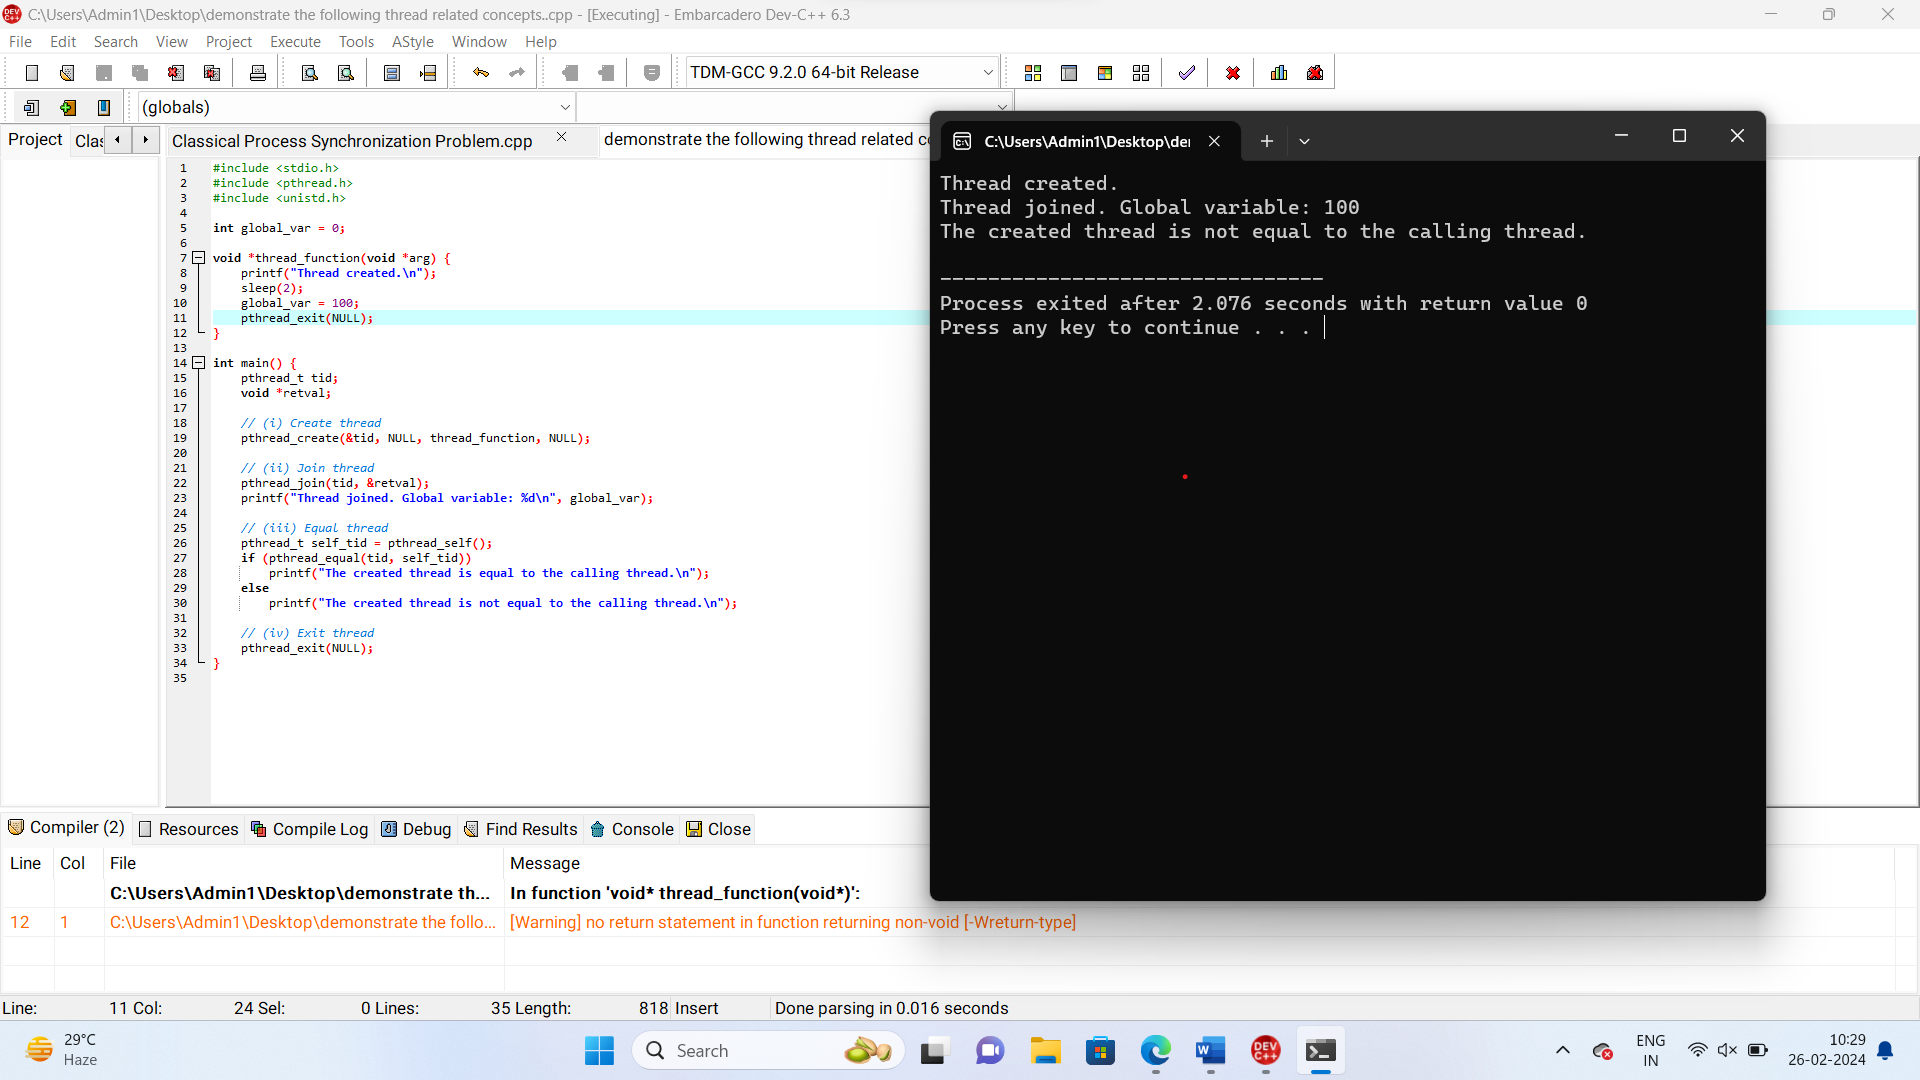 C:\Users\Admin1\Desktop\demonstrate the following thread related concepts..cpp - [Executing] - Embarcadero Dev-C++ 6.3
File Edit Search View Project Execute Tools AStyle Window Help
TDM-GCC 9.2.0 64-bit Release
(globals)
Project Clas Classical Process Synchronization Problem.cpp demonstrate the following thread related co
1 #include <stdio.h>
2 #include <pthread.h>
3 #include <unistd.h>
4
5 int global_var = 0;
6
7 void *thread_function(void *arg) {
8 printf("Thread created.\n");
9 sleep(2);
10 global_var = 100;
11 pthread_exit(NULL);
12 }
13
14 int main() {
15 pthread_t tid;
16 void *retval;
17
18 // (i) Create thread
19 pthread_create(&tid, NULL, thread_function, NULL);
20
21 // (ii) Join thread
22 pthread_join(tid, &retval);
23 printf("Thread joined. Global variable: %d\n", global_var);
24
25 // (iii) Equal thread
26 pthread_t self_tid = pthread_self();
27 if (pthread_equal(tid, self_tid))
28 printf("The created thread is equal to the calling thread.\n");
29 else
30 printf("The created thread is not equal to the calling thread.\n");
31
32 // (iv) Exit thread
33 pthread_exit(NULL);
34 }
35
C:\Users\Admin1\Desktop\der
Thread created.
Thread joined. Global variable: 100
The created thread is not equal to the calling thread.
--------------------------------
Process exited after 2.076 seconds with return value 0
Press any key to continue . . .
Compiler (2) Resources Compile Log Debug Find Results Console Close
Line Col File Message
C:\Users\Admin1\Desktop\demonstrate th... In function 'void* thread_function(void*)':
12 1 C:\Users\Admin1\Desktop\demonstrate the follo... [Warning] no return statement in function returning non-void [-Wreturn-type]
Line: 11 Col: 24 Sel: 0 Lines: 35 Length: 818 Insert Done parsing in 0.016 seconds
29°C
Haze
Search
DEV C++
ENG
IN
10:29
26-02-2024